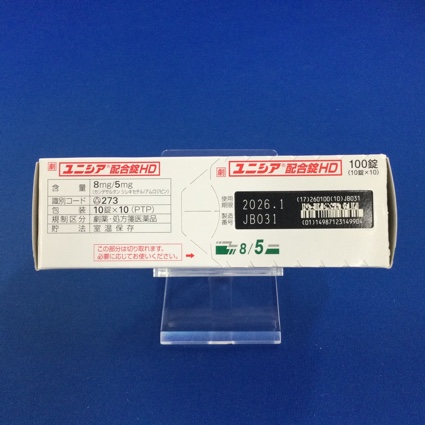 劇 ユニシア®配合錠HD
含量 8mg/5mg
(カンデサルタン シレキセチル/アムロジピン)
識別コード 273
包装 10錠×10 (PTP)
規制区分 劇薬・処方箋医薬品
貯法 室温保存
この部分は切り取れます。
必要に応じてお使いください。
劇 ユニシア®配合錠HD 100錠
(10錠×10)
使用期限 2026.1
製造番号 JB031
(17)260100(10)JB031
(01)14987123149904
8/5